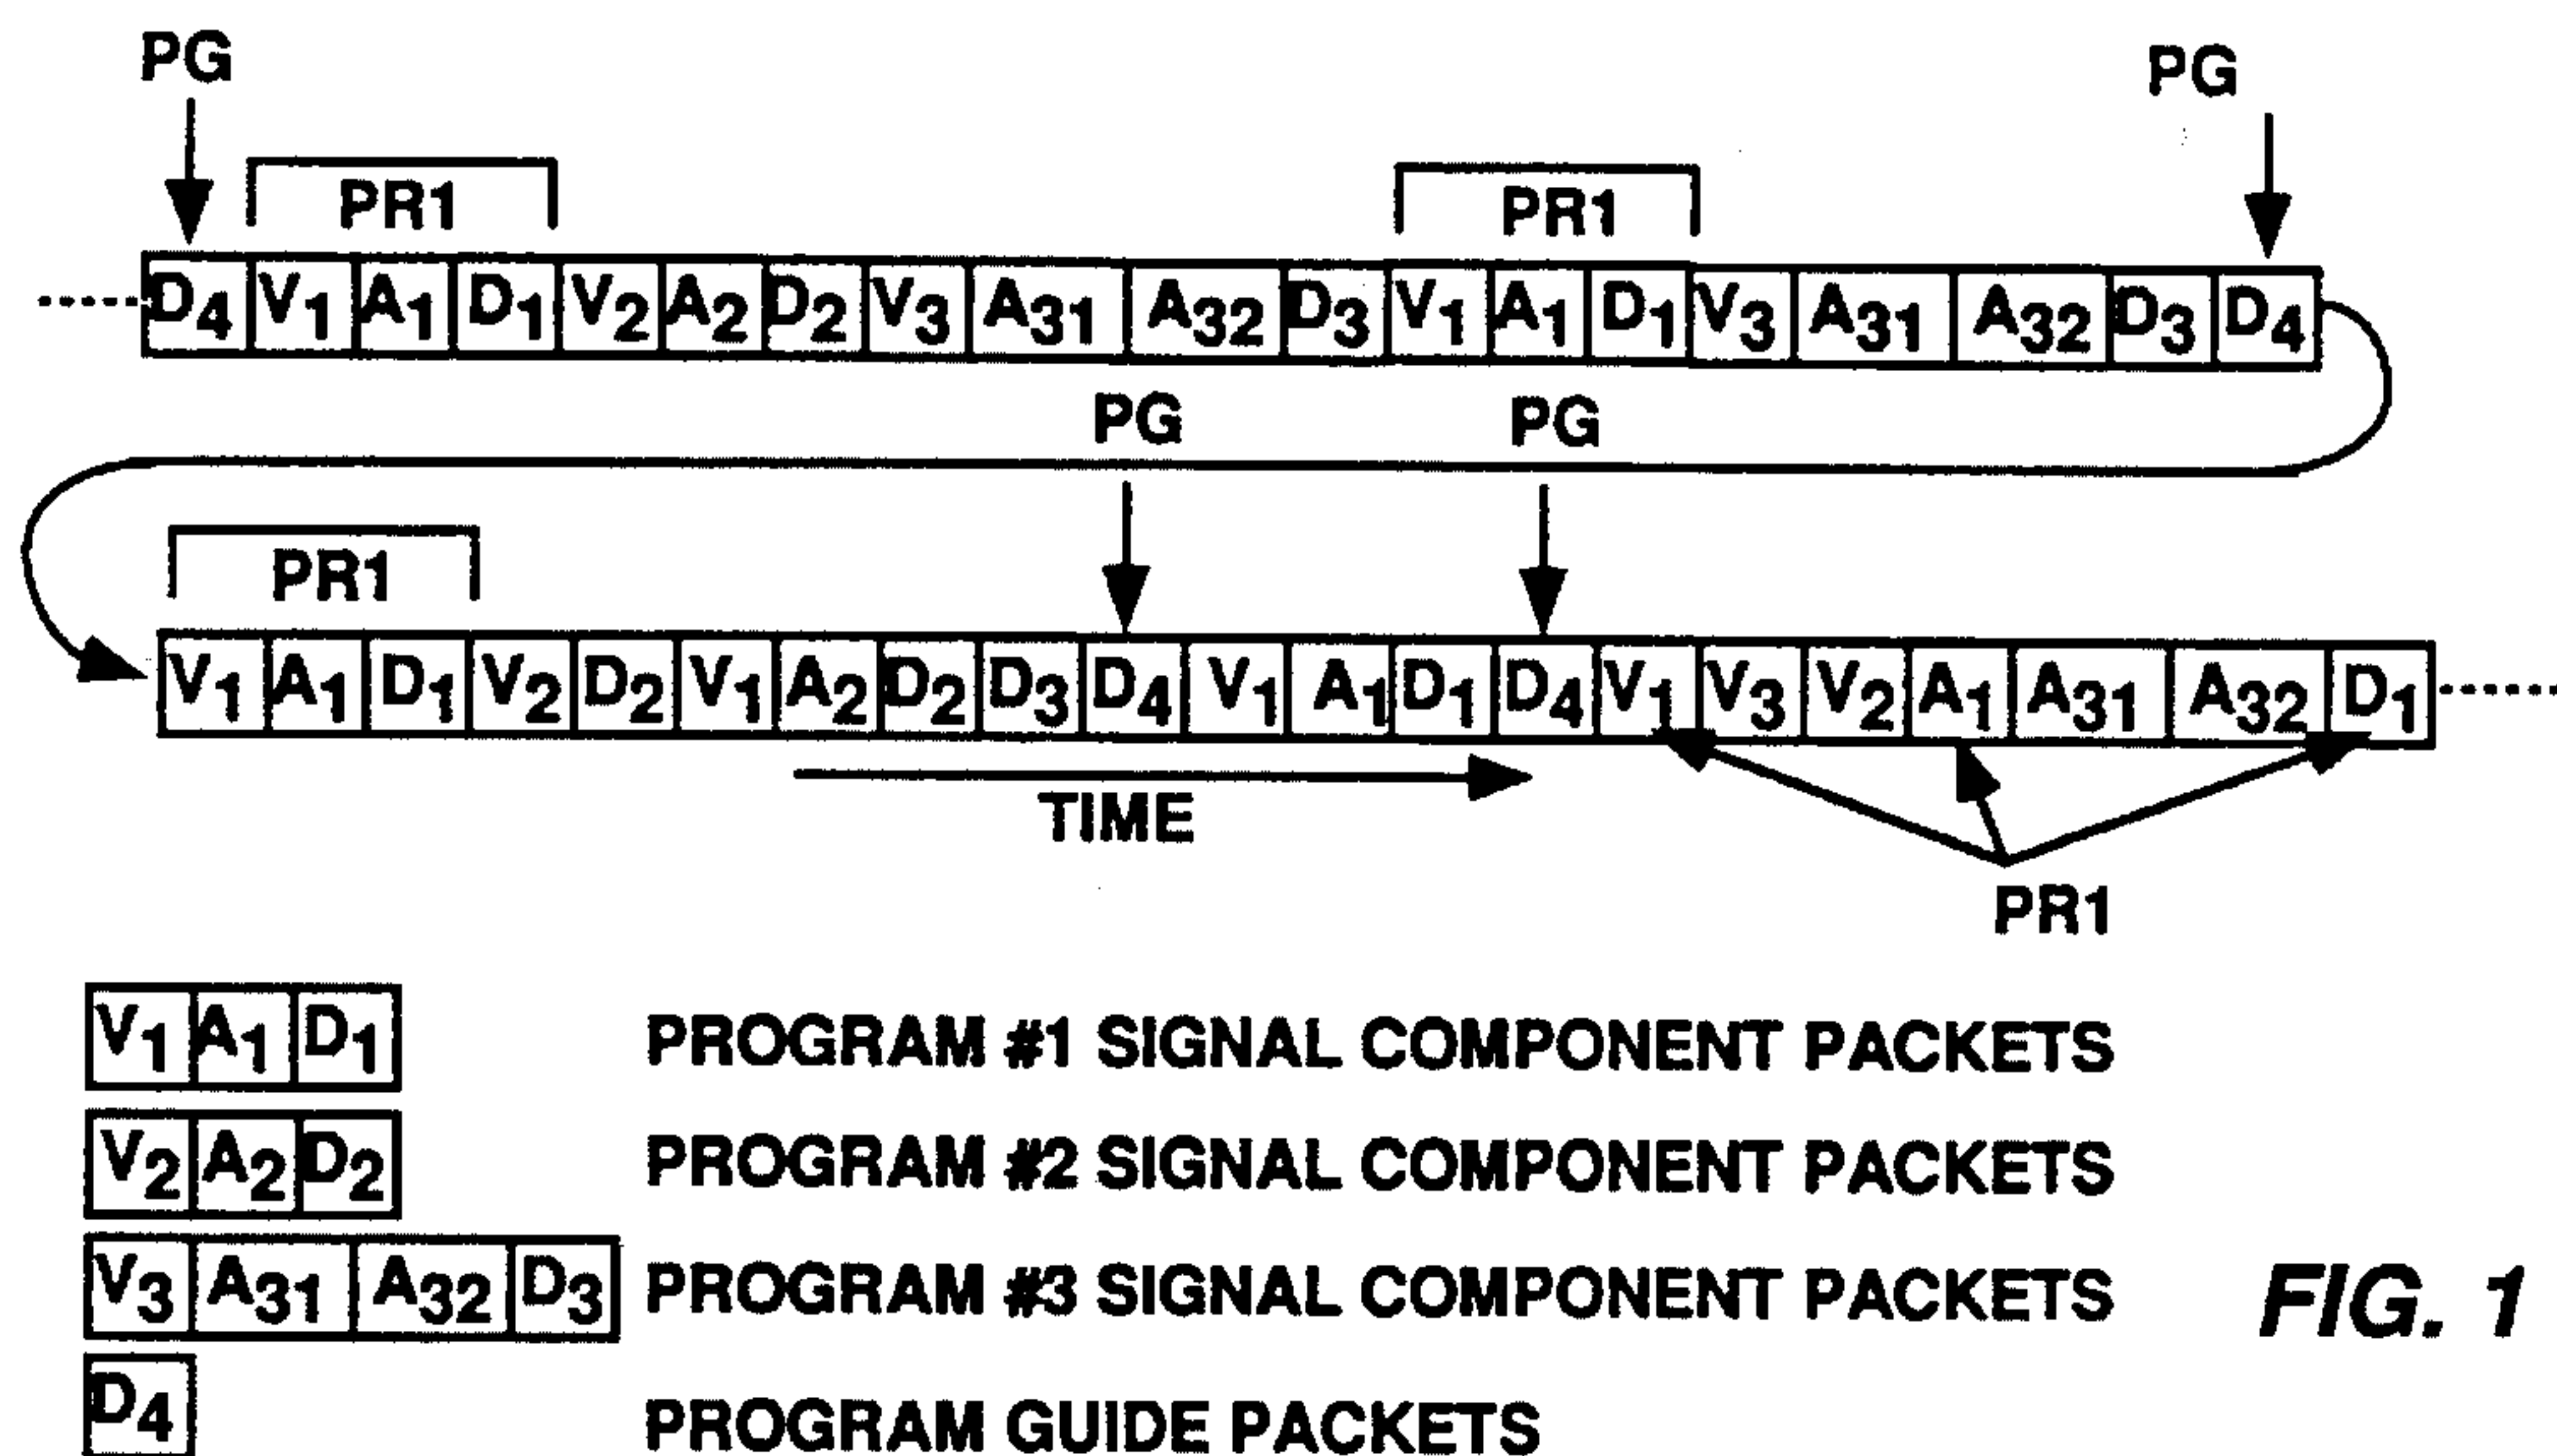 PG PG
PR1 PR1
D4 V1 A1 D1 V2 A2 D2 V3 A31 A32 D3 V1 A1 D1 V3 A31 A32 D3 D4
PG PG
PR1
V1 A1 D1 V2 D2 V1 A2 D2 D3 D4 V1 A1 D1 D4 V1 V3 V2 A1 A31 A32 D1
TIME
PR1
V1 A1 D1 PROGRAM #1 SIGNAL COMPONENT PACKETS
V2 A2 D2 PROGRAM #2 SIGNAL COMPONENT PACKETS
V3 A31 A32 D3 PROGRAM #3 SIGNAL COMPONENT PACKETS
FIG. 1
D4 PROGRAM GUIDE PACKETS